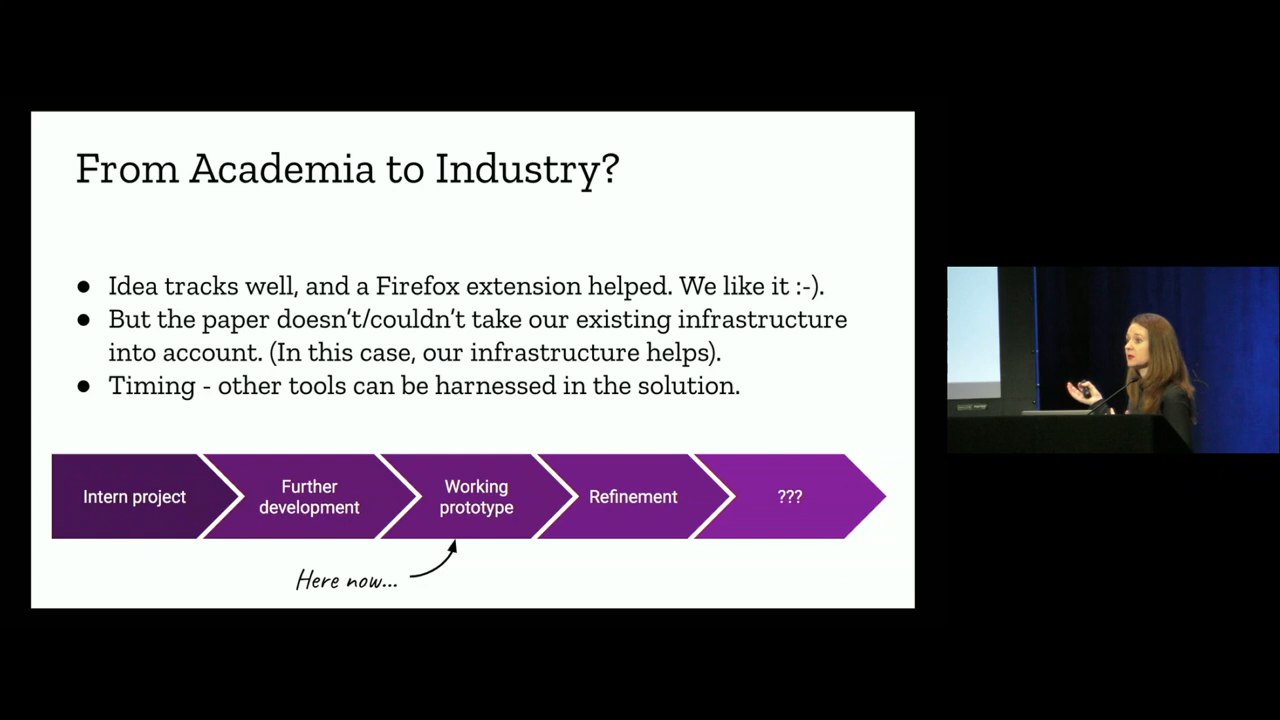 From Academia to Industry?
● Idea tracks well, and a Firefox extension helped. We like it :-).
● But the paper doesn't/couldn't take our existing infrastructure
into account. (In this case, our infrastructure helps).
● Timing - other tools can be harnessed in the solution.
Intern project
Further
development
Working
prototype
Refinement
???
Here now...